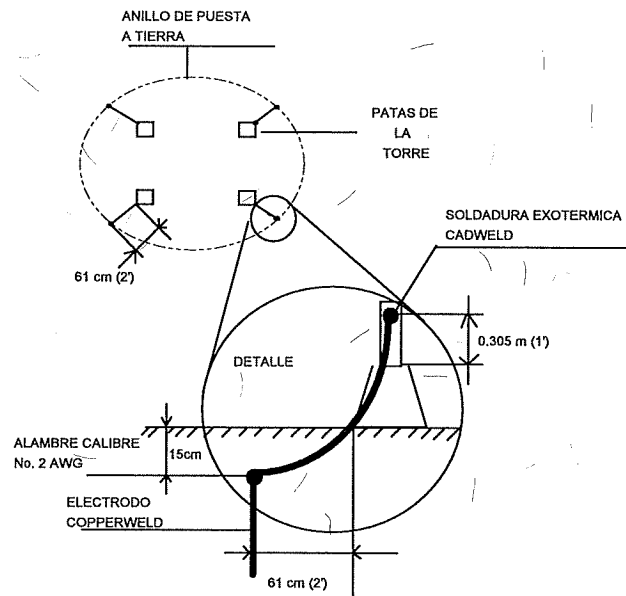 ANILLO DE PUESTA
A TIERRA
PATAS DE
LA
TORRE
SOLDADURA EXOTERMICA
CADWELD
61 cm (2')
0.305 m (1')
DETALLE
ALAMBRE CALIBRE
No. 2 AWG
15cm
ELECTRODO
COPPERWELD
61 cm (2')